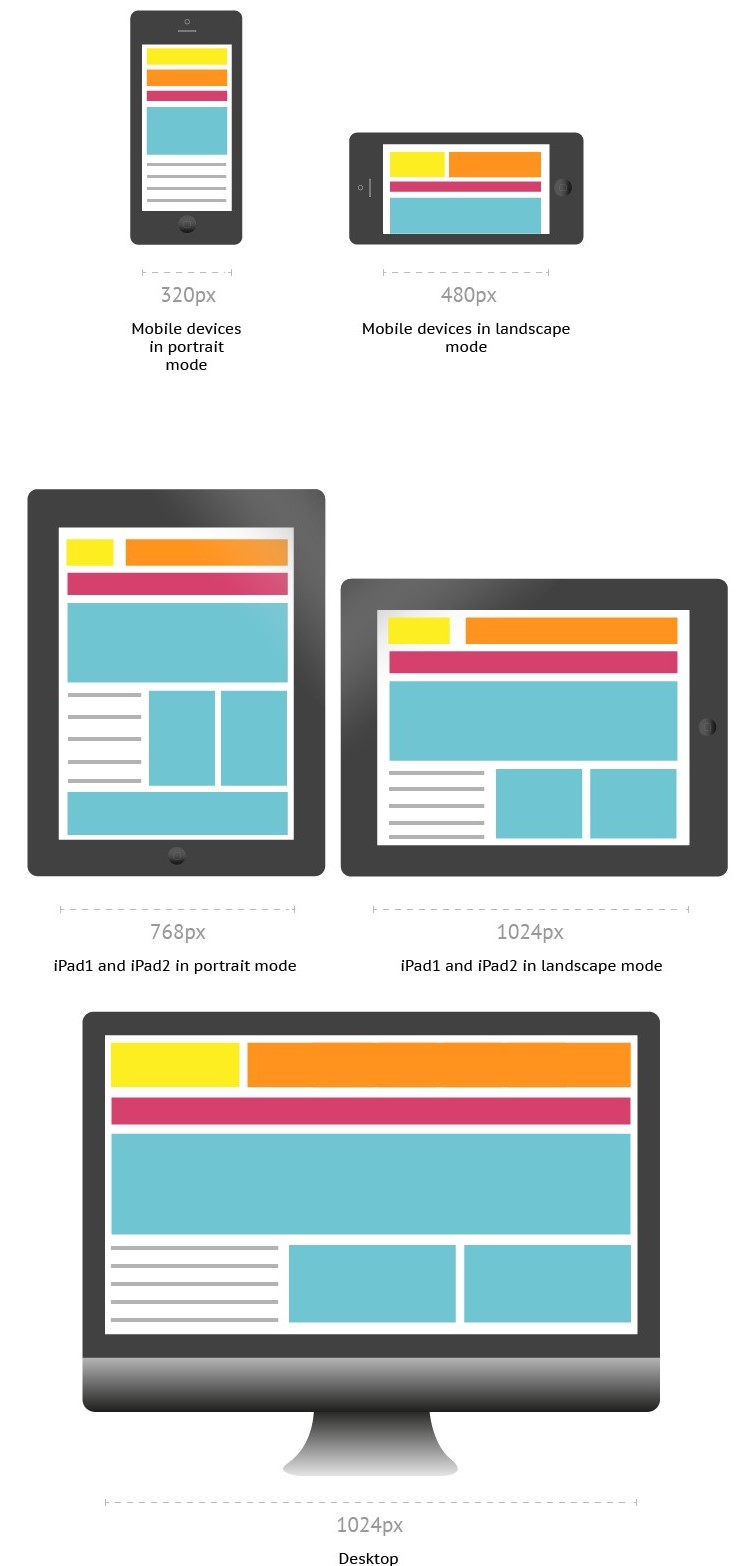 320px
Mobile devices
in portrait
mode
480px
Mobile devices in landscape
mode
768px
iPad1 and iPad2 in portrait mode
1024px
iPad1 and iPad2 in landscape mode
1024px
Desktop